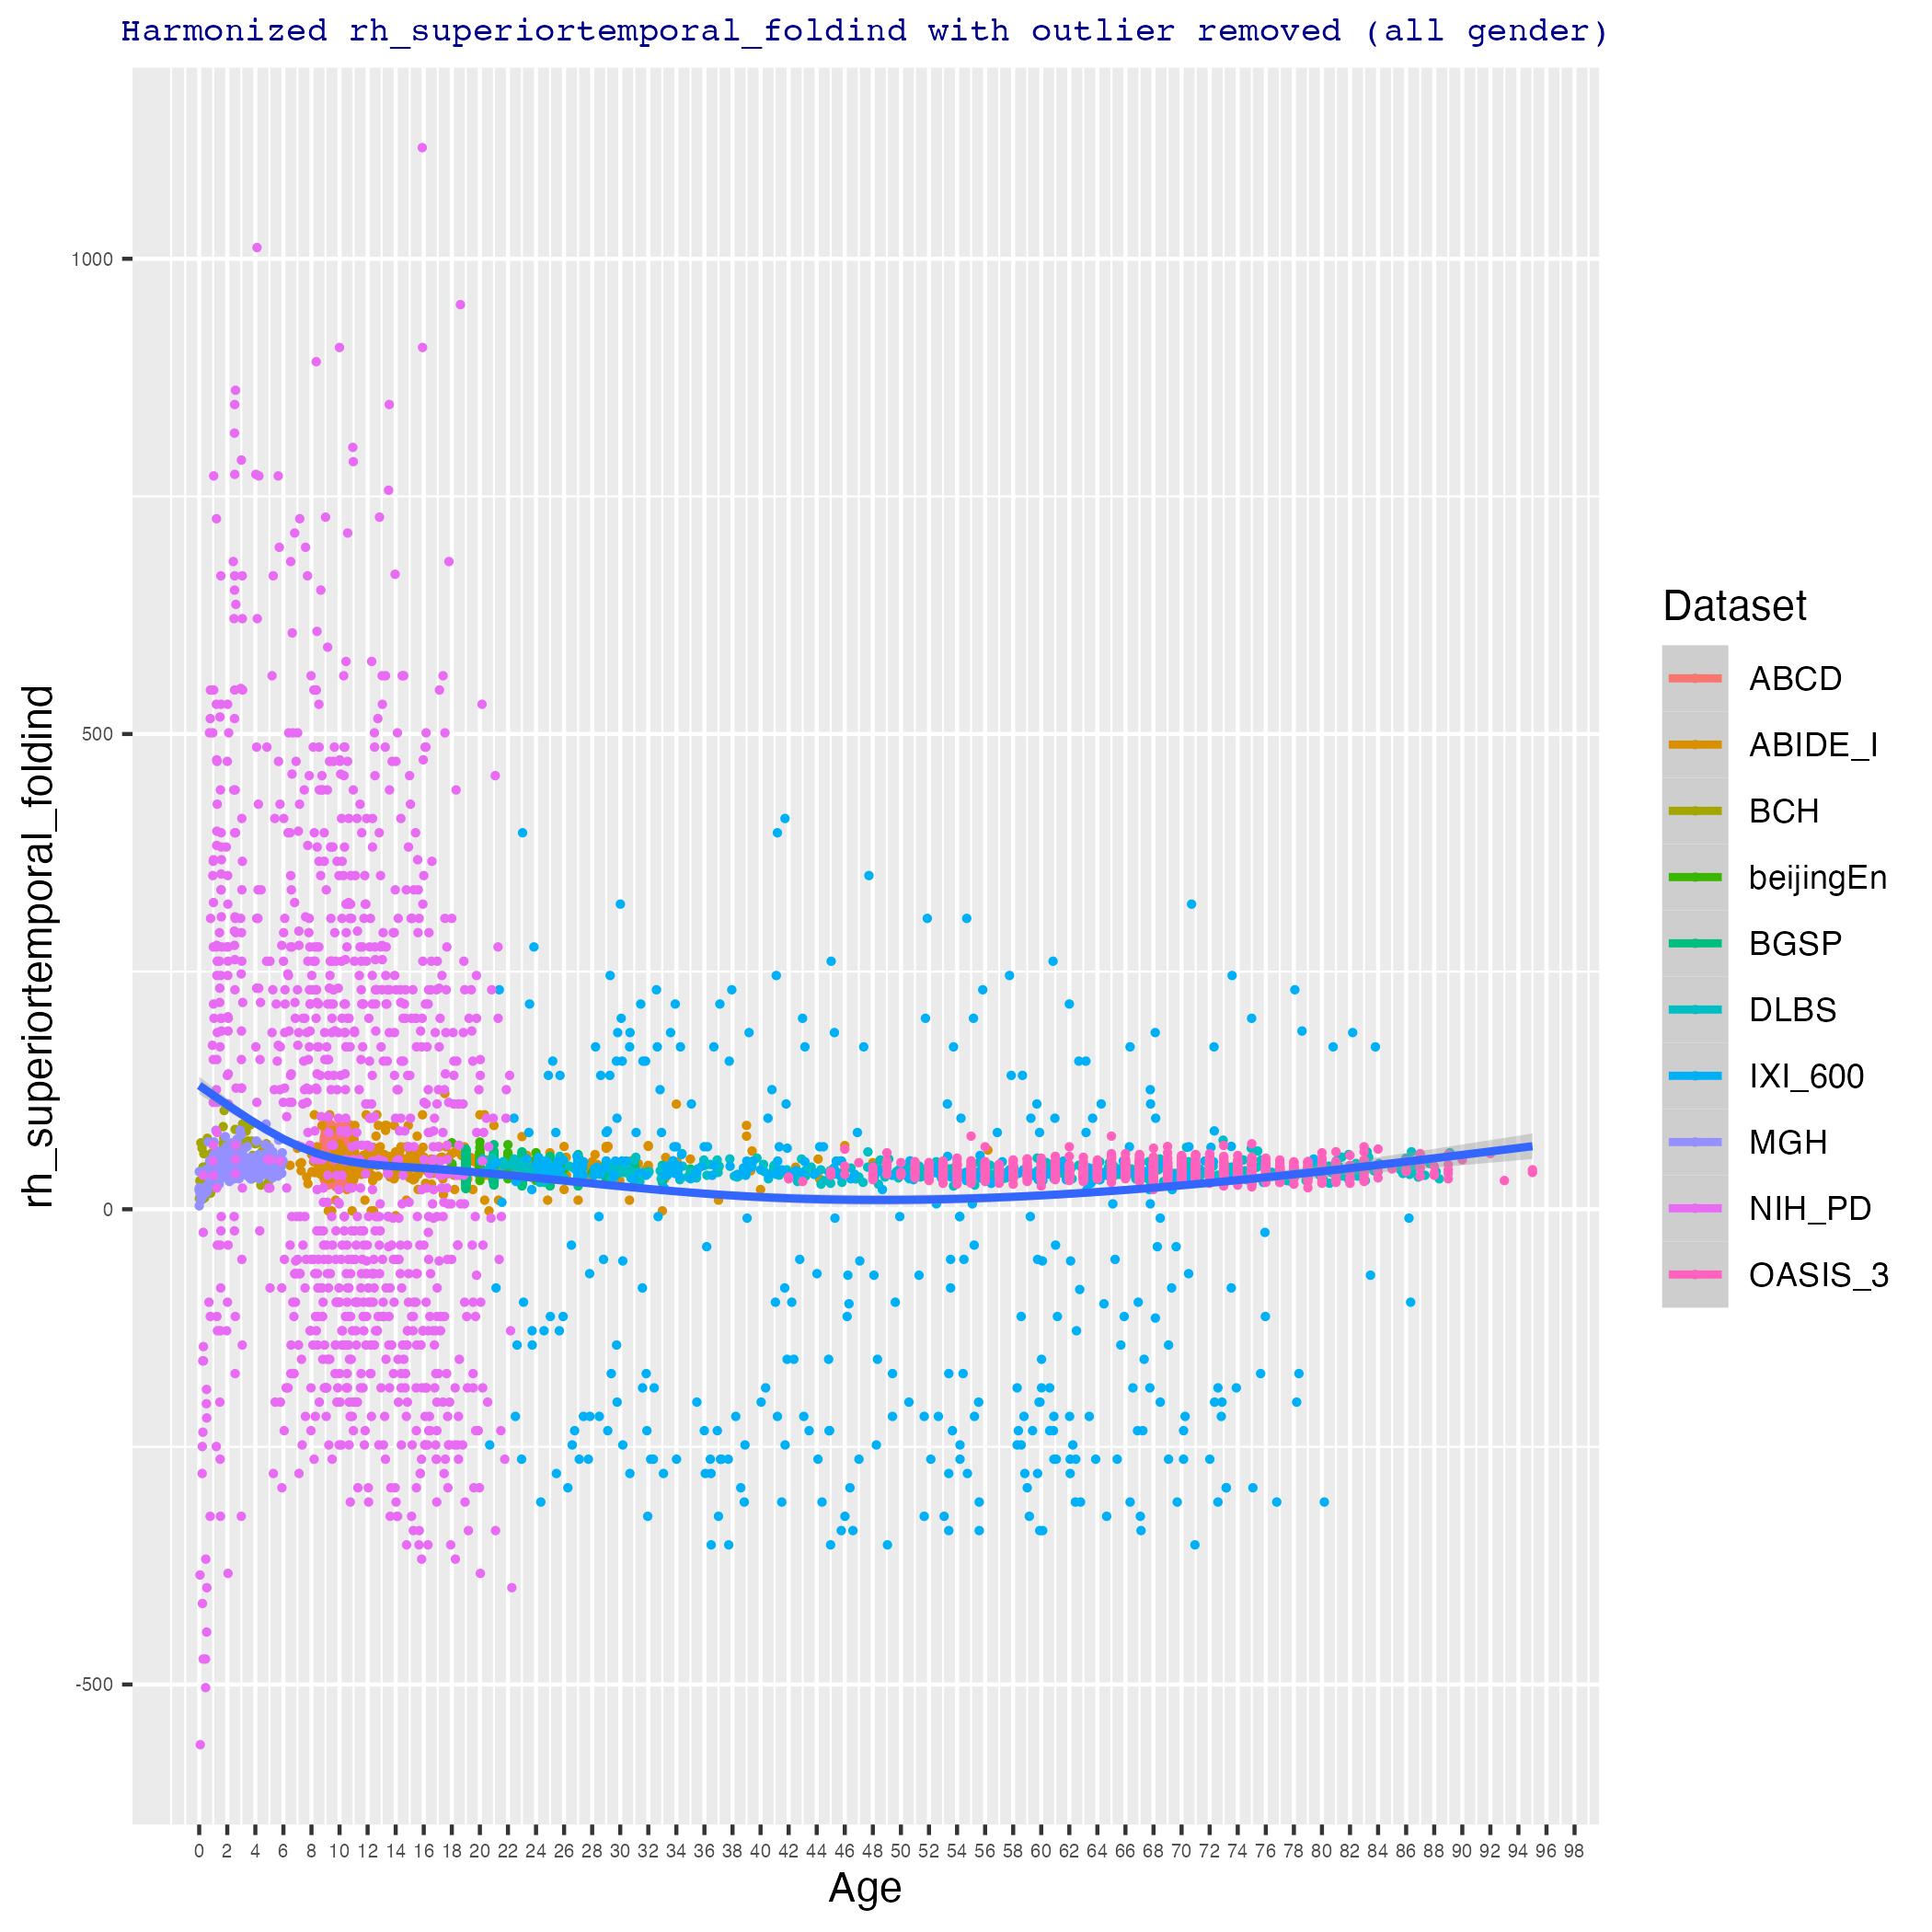 Harmonized rh_superiortemporal_foldind with outlier removed (all gender)
rh_superiortemporal_foldind
1000
500
0
-500
0 2 4 6 8 10 12 14 16 18 20 22 24 26 28 30 32 34 36 38 40 42 44 46 48 50 52 54 56 58 60 62 64 66 68 70 72 74 76 78 80 82 84 86 88 90 92 94 96 98
Age
Dataset
ABCD
ABIDE_I
BCH
beijingEn
BGSP
DLBS
IXI_600
MGH
NIH_PD
OASIS_3